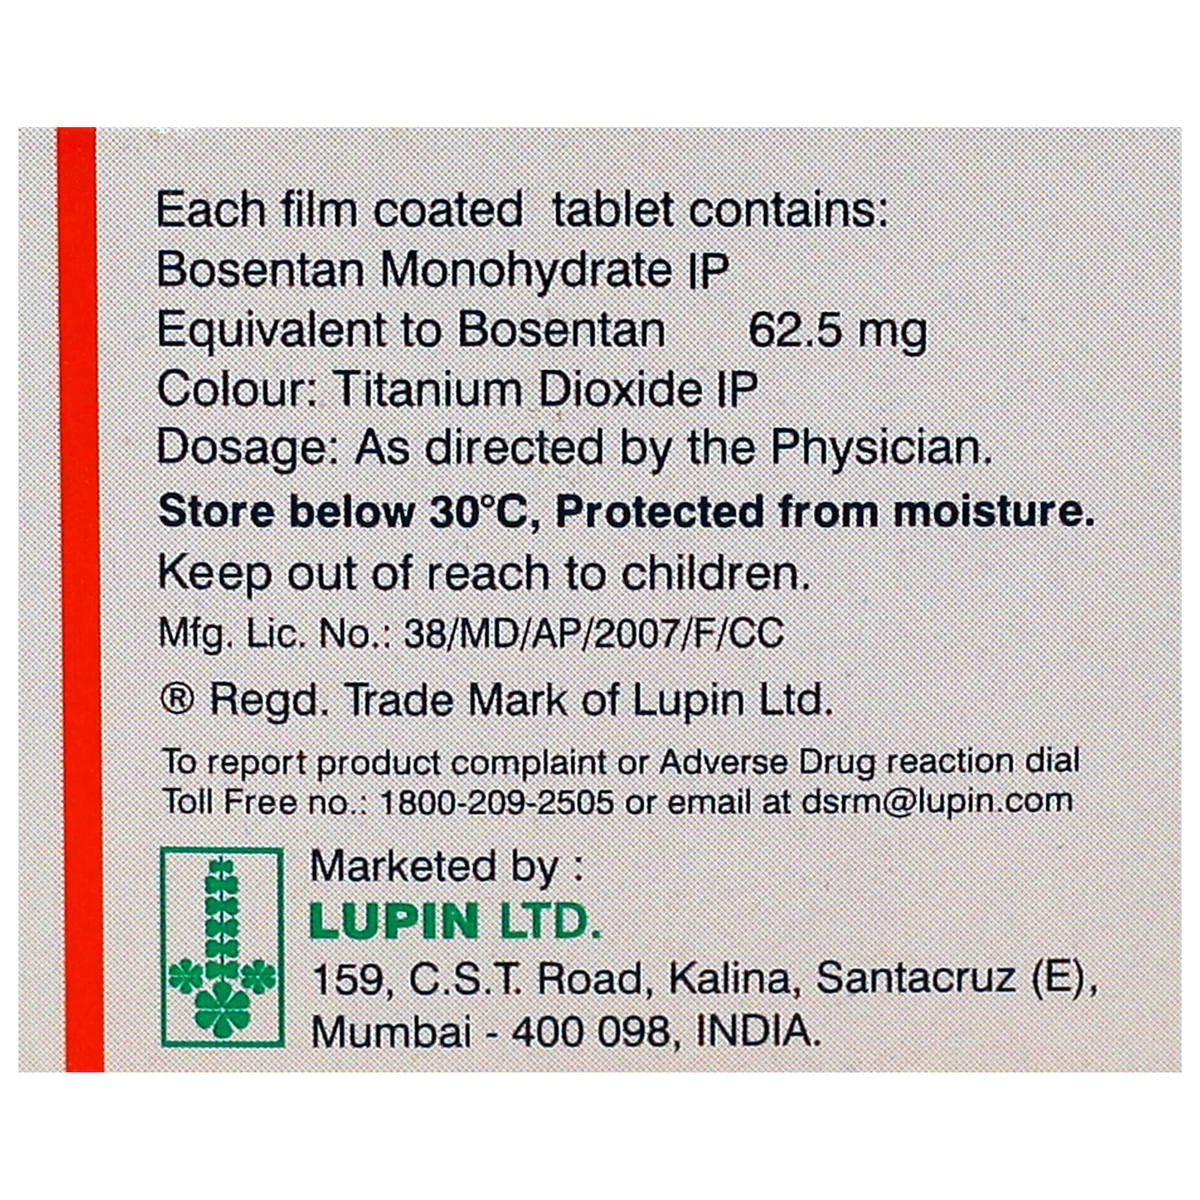 Each film coated tablet contains:
Bosentan Monohydrate IP
Equivalent to Bosentan 62.5 mg
Colour: Titanium Dioxide IP
Dosage: As directed by the Physician.
Store below 30°C, Protected from moisture.
Keep out of reach to children.
Mfg. Lic. No.: 38/MD/AP/2007/F/CC
® Regd. Trade Mark of Lupin Ltd.
To report product complaint or Adverse Drug reaction dial
Toll Free no.: 1800-209-2505 or email at dsrm@lupin.com
Marketed by :
LUPIN LTD.
159, C.S.T. Road, Kalina, Santacruz (E),
Mumbai - 400 098, INDIA.